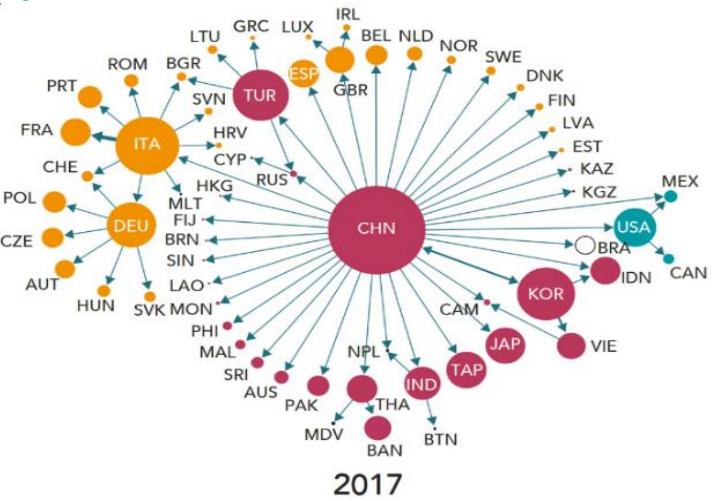 IRL
LUX
GRC
BEL
NLD
LTU
NOR
SWE
ROM
BGR
ESP
DNK
PRT
TUR
GBR
FIN
SVN
FRA
ITA
HRV
LVA
EST
CYP
CHE
RUS
KAZ
HKG
KGZ
MEX
POL
MLT
FIJ
CHN
USA
DEU
CZE
BRN
BRA
SIN
IDN
CAN
AUT
LAO
KOR
HUN
SVK
MON
CAM
PHI
MAL
NPL
JAP
VIE
SRI
TAP
AUS
IND
PAK
THA
MDV
BTN
BAN
2017